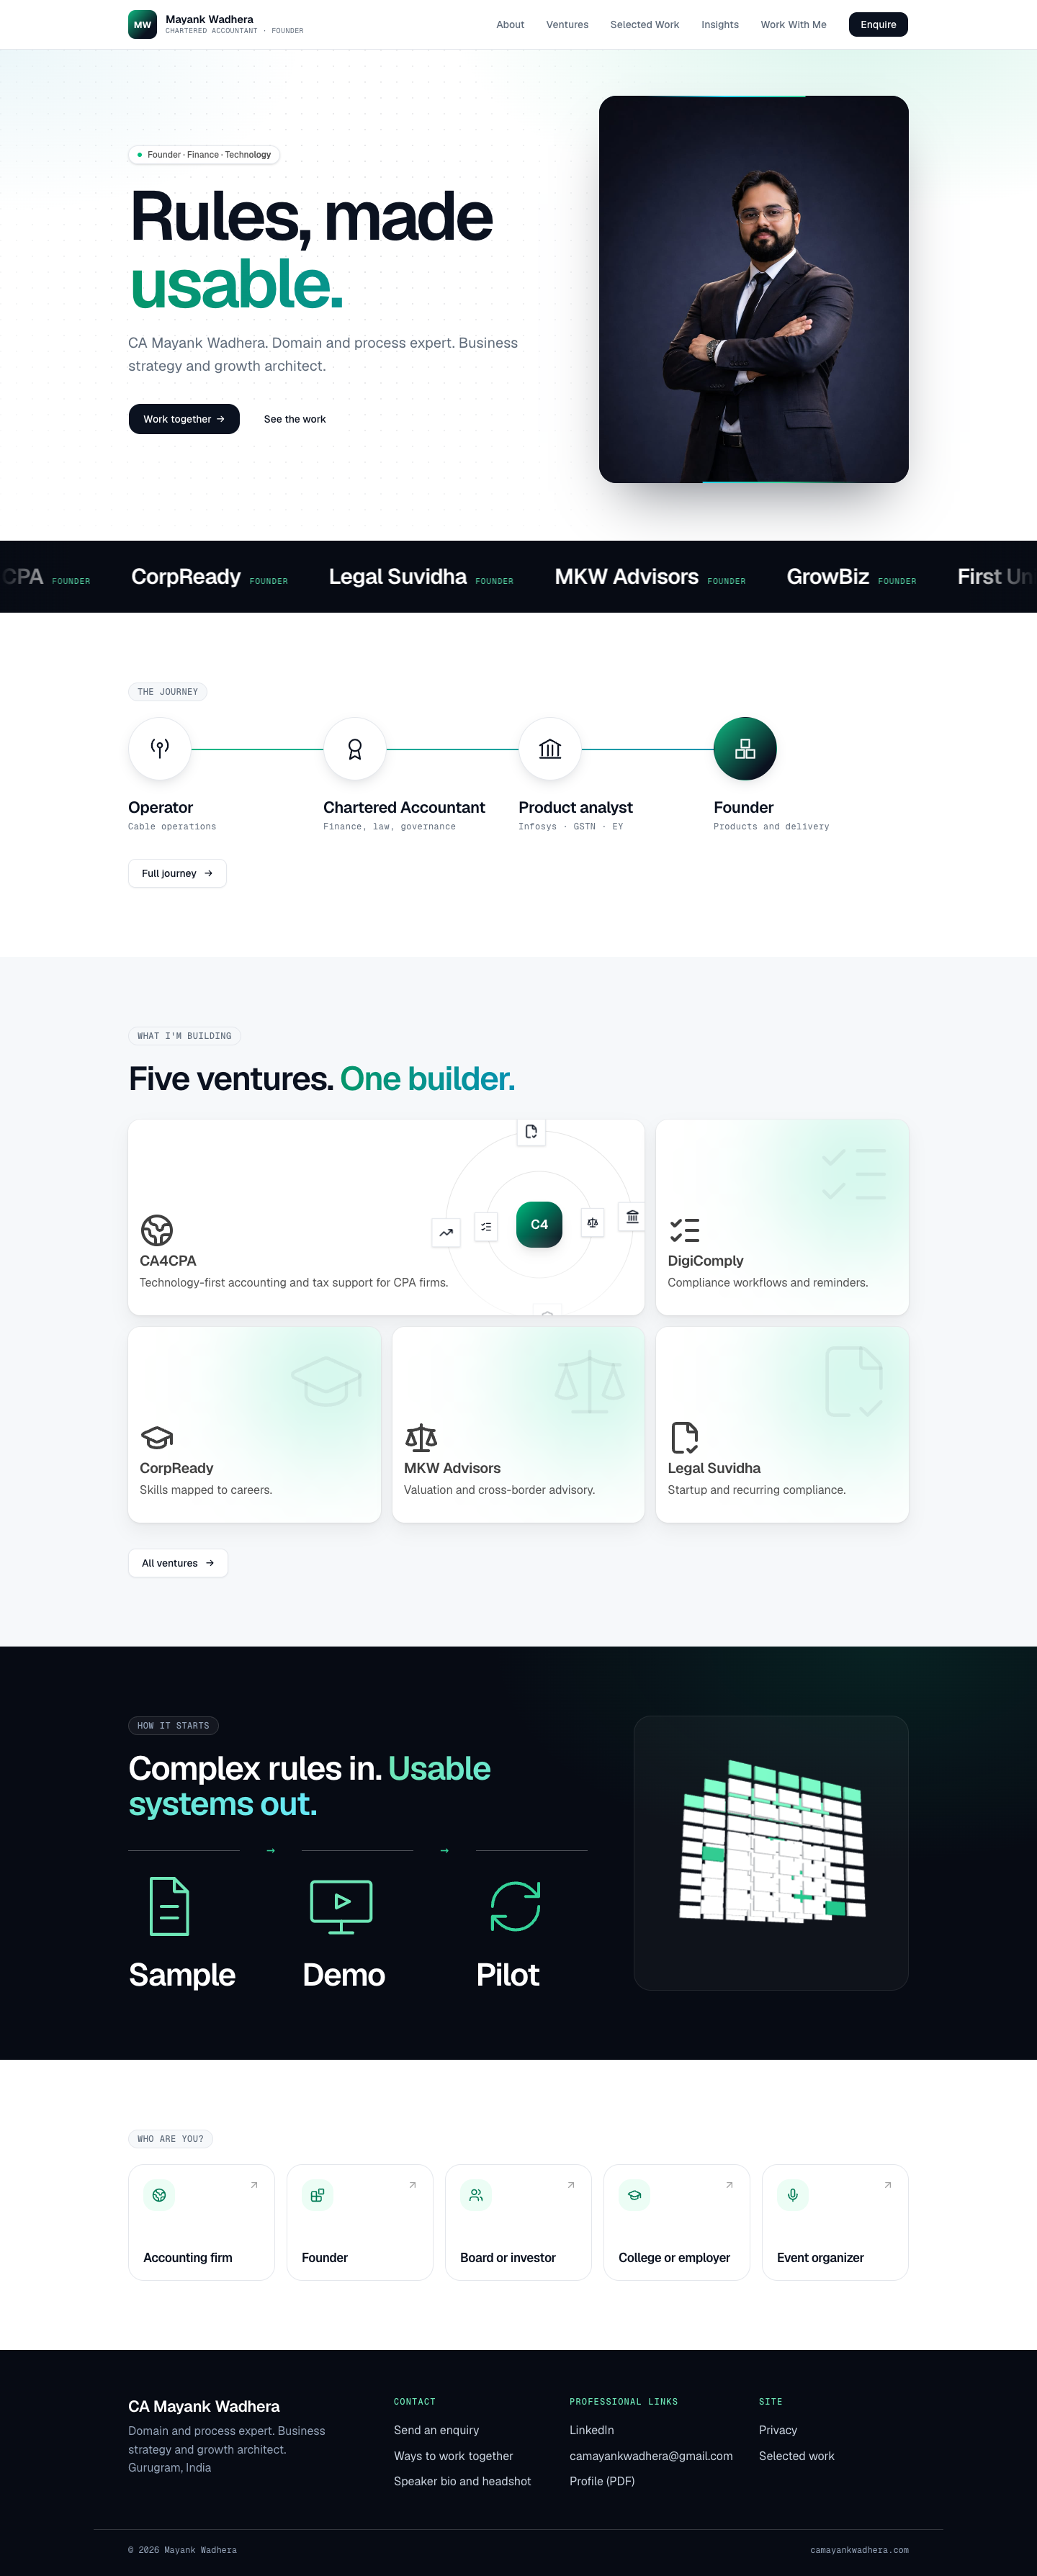 MW
Mayank Wadhera
CHARTERED ACCOUNTANT · FOUNDER
About
Ventures
Selected Work
Insights
Work With Me
Enquire
Founder · Finance · Technology
Rules, made
usable.
CA Mayank Wadhera. Domain and process expert. Business
strategy and growth architect.
Work together →
See the work
CPA FOUNDER
CorpReady FOUNDER
Legal Suvidha FOUNDER
MKW Advisors FOUNDER
GrowBiz FOUNDER
First Un
THE JOURNEY
Operator
Cable operations
Chartered Accountant
Finance, law, governance
Product analyst
Infosys · GSTN · EY
Founder
Products and delivery
Full journey →
WHAT I'M BUILDING
Five ventures. One builder.
C4
CA4CPA
Technology-first accounting and tax support for CPA firms.
DigiComply
Compliance workflows and reminders.
CorpReady
Skills mapped to careers.
MKW Advisors
Valuation and cross-border advisory.
Legal Suvidha
Startup and recurring compliance.
All ventures →
HOW IT STARTS
Complex rules in. Usable
systems out.
→ →
Sample
Demo
Pilot
WHO ARE YOU?
Accounting firm
Founder
Board or investor
College or employer
Event organizer
CA Mayank Wadhera
Domain and process expert. Business
strategy and growth architect.
Gurugram, India
CONTACT
Send an enquiry
Ways to work together
Speaker bio and headshot
PROFESSIONAL LINKS
LinkedIn
camayankwadhera@gmail.com
Profile (PDF)
SITE
Privacy
Selected work
© 2026 Mayank Wadhera
camayankwadhera.com